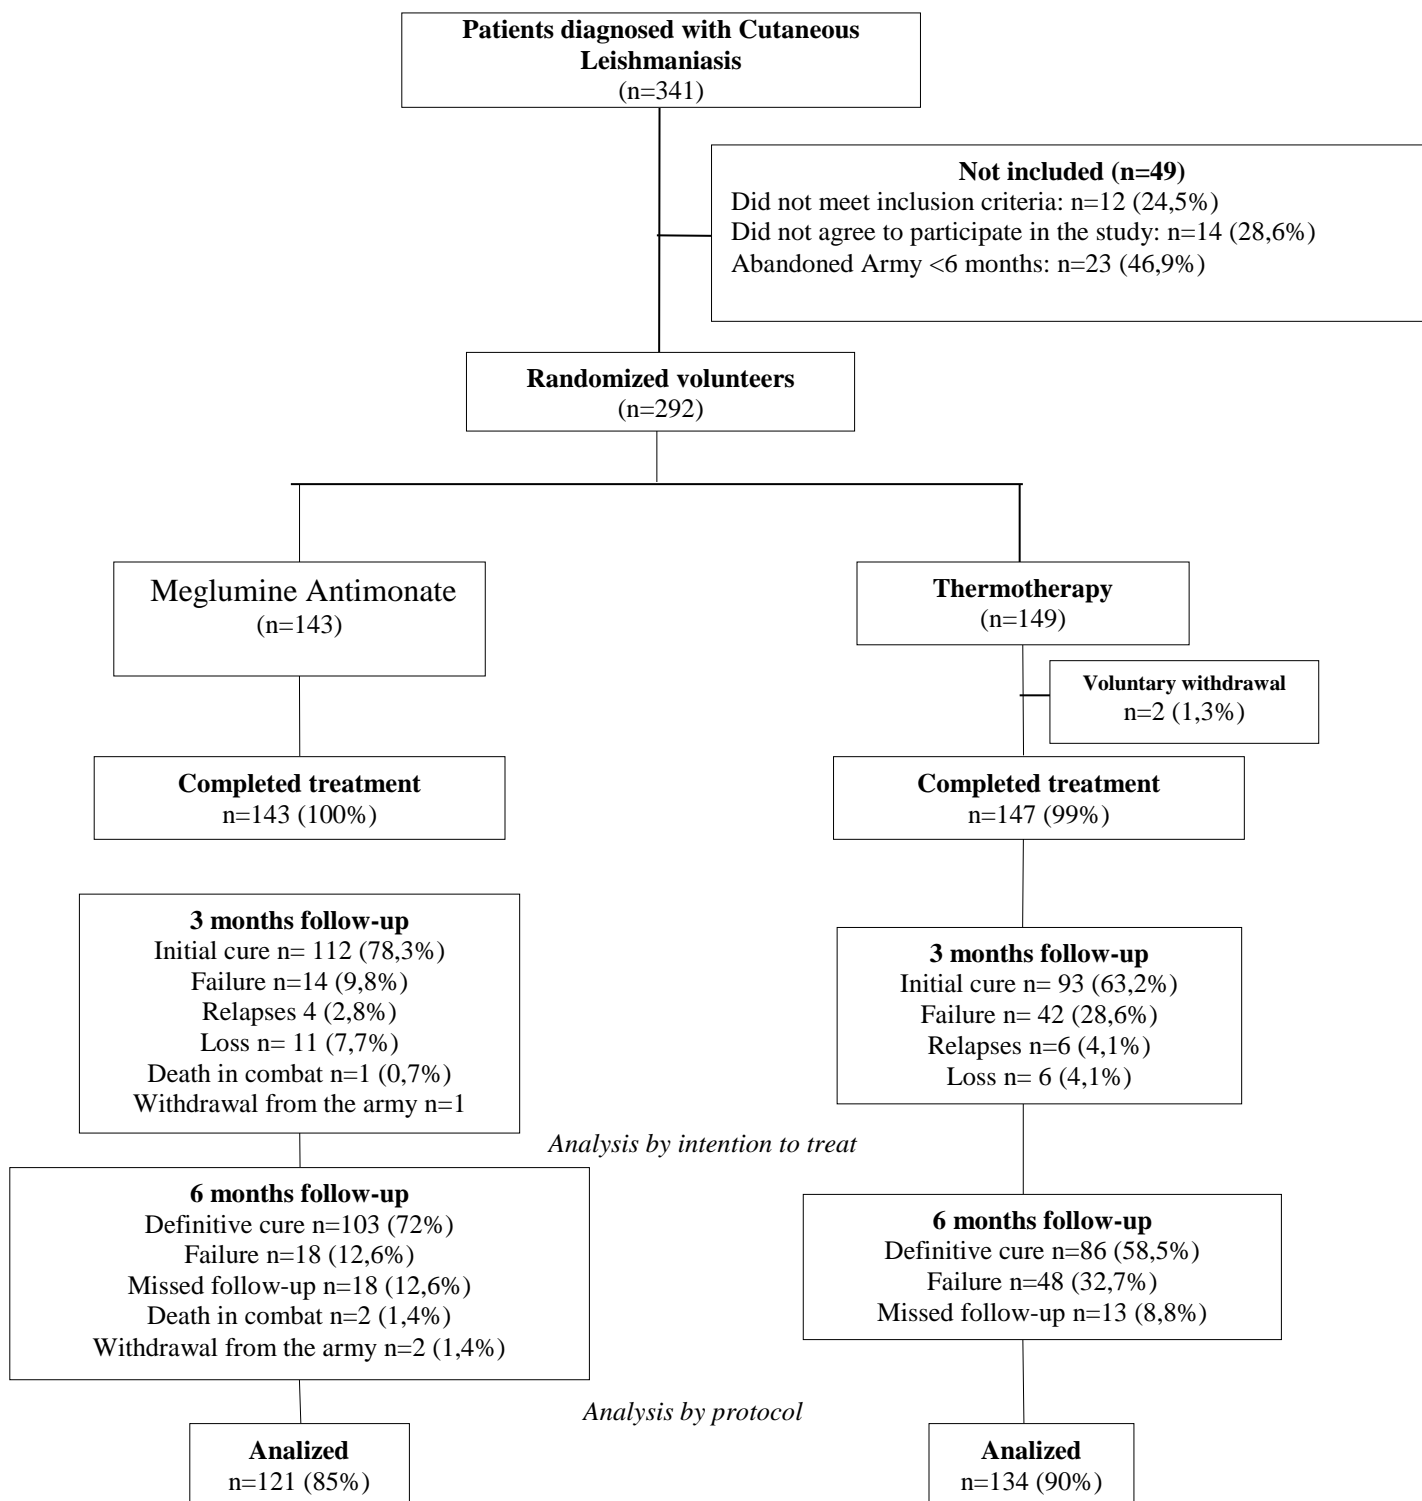 Patients diagnosed with Cutaneous
Leishmaniasis
(n=341)
Not included (n=49)
Did not meet inclusion criteria: n=12 (24,5%)
Did not agree to participate in the study: n=14 (28,6%)
Abandoned Army <6 months: n=23 (46,9%)
Randomized volunteers
(n=292)
Meglumine Antimonate
(n=143)
Thermotherapy
(n=149)
Voluntary withdrawal
n=2 (1,3%)
Completed treatment
n=143 (100%)
Completed treatment
n=147 (99%)
3 months follow-up
Initial cure n= 112 (78,3%)
Failure n=14 (9,8%)
Relapses 4 (2,8%)
Loss n= 11 (7,7%)
Death in combat n=1 (0,7%)
Withdrawal from the army n=1
3 months follow-up
Initial cure n= 93 (63,2%)
Failure n= 42 (28,6%)
Relapses n=6 (4,1%)
Loss n= 6 (4,1%)
Analysis by intention to treat
6 months follow-up
Definitive cure n=103 (72%)
Failure n=18 (12,6%)
Missed follow-up n=18 (12,6%)
Death in combat n=2 (1,4%)
Withdrawal from the army n=2 (1,4%)
6 months follow-up
Definitive cure n=86 (58,5%)
Failure n=48 (32,7%)
Missed follow-up n=13 (8,8%)
Analysis by protocol
Analized
n=121 (85%)
Analized
n=134 (90%)